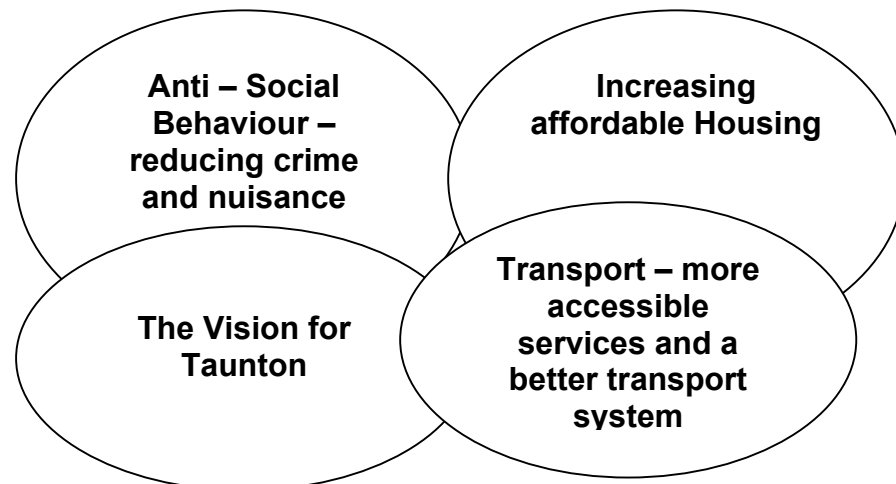 Anti – Social
Behaviour –
reducing crime
and nuisance
Increasing
affordable Housing
The Vision for
Taunton
Transport – more
accessible
services and a
better transport
system